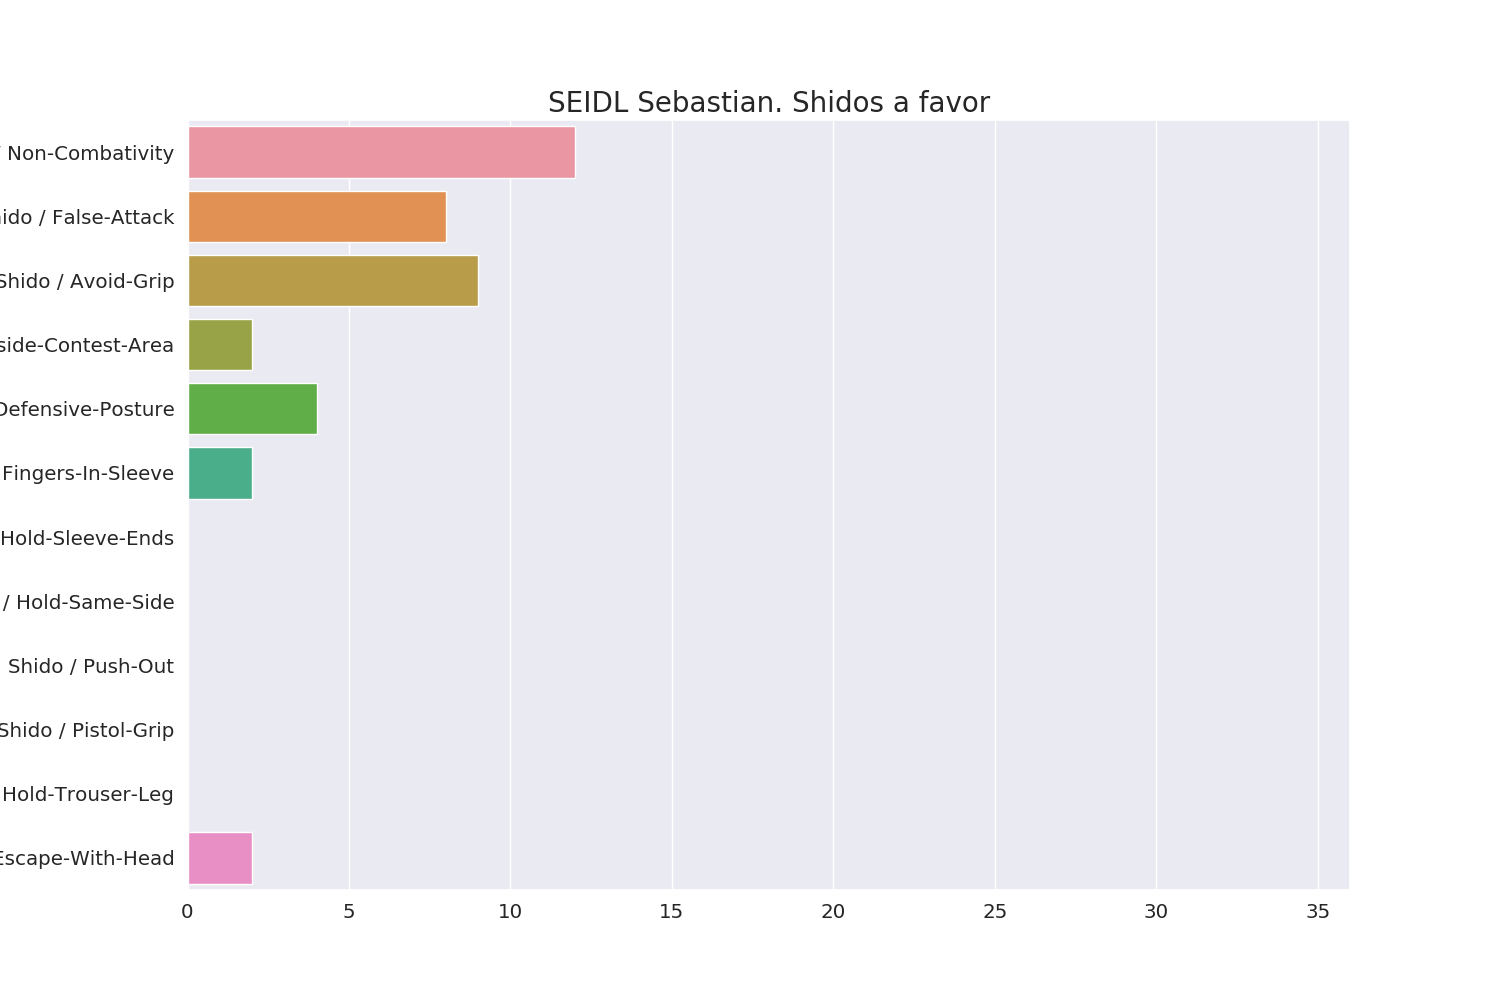 SEIDL Sebastian. Shidos a favor
/ Non-Combativity
ido / False-Attack
Shido / Avoid-Grip
side-Contest-Area
Defensive-Posture
Fingers-In-Sleeve
Hold-Sleeve-Ends
/ Hold-Same-Side
Shido / Push-Out
Shido / Pistol-Grip
Hold-Trouser-Leg
Escape-With-Head
0 5 10 15 20 25 30 35